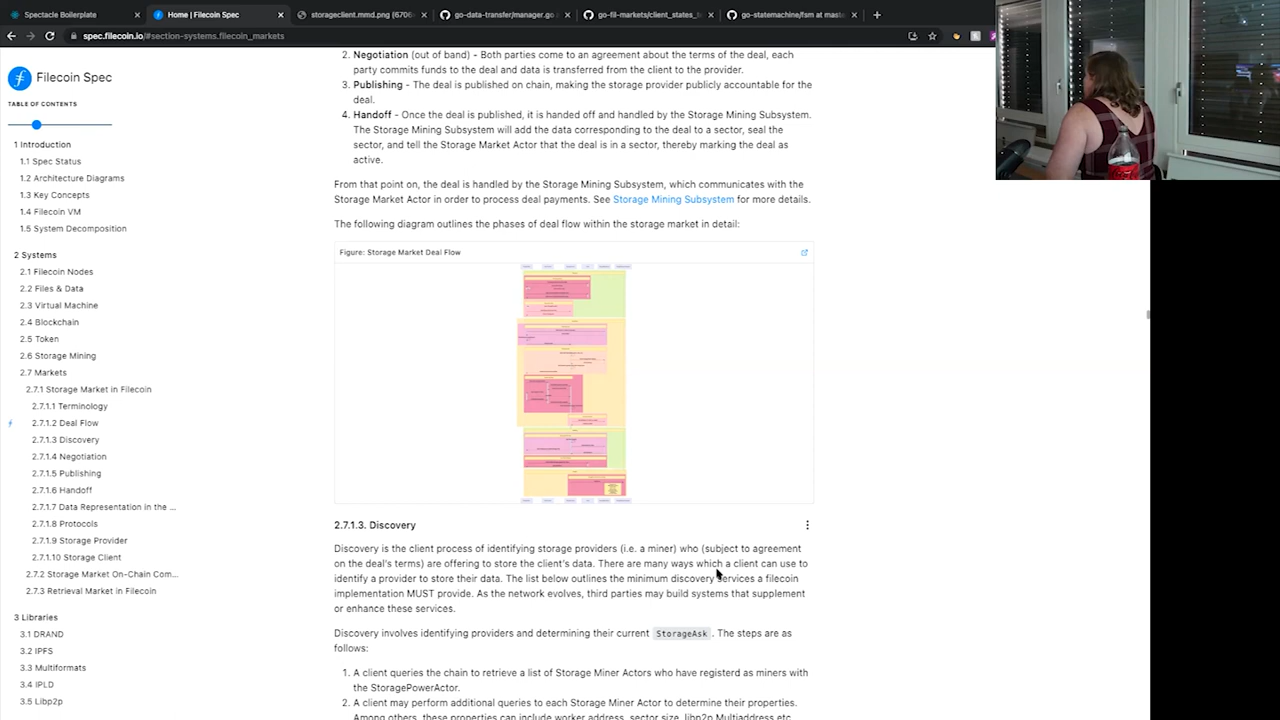 Spectacle Boilerplate
Home | Filecoin Spec
storageclient.mmd.png (6706
go-data-transfer/manager.go
go-fil-markets/client_states_f
go-statemachine/fsm at maste
spec.filecoin.io/#section-systems.filecoin_markets
Filecoin Spec
TABLE OF CONTENTS
1 Introduction
1.1 Spec Status
1.2 Architecture Diagrams
1.3 Key Concepts
1.4 Filecoin VM
1.5 System Decomposition
2 Systems
2.1 Filecoin Nodes
2.2 Files & Data
2.3 Virtual Machine
2.4 Blockchain
2.5 Token
2.6 Storage Mining
2.7 Markets
2.7.1 Storage Market in Filecoin
2.7.1.1 Terminology
2.7.1.2 Deal Flow
2.7.1.3 Discovery
2.7.1.4 Negotiation
2.7.1.5 Publishing
2.7.1.6 Handoff
2.7.1.7 Data Representation in the ...
2.7.1.8 Protocols
2.7.1.9 Storage Provider
2.7.1.10 Storage Client
2.7.2 Storage Market On-Chain Com...
2.7.3 Retrieval Market in Filecoin
3 Libraries
3.1 DRAND
3.2 IPFS
3.3 Multiformats
3.4 IPLD
3.5 Libp2p
2. Negotiation (out of band) - Both parties come to an agreement about the terms of the deal, each
party commits funds to the deal and data is transferred from the client to the provider.
3. Publishing - The deal is published on chain, making the storage provider publicly accountable for the
deal.
4. Handoff - Once the deal is published, it is handed off and handled by the Storage Mining Subsystem.
The Storage Mining Subsystem will add the data corresponding to the deal to a sector, seal the
sector, and tell the Storage Market Actor that the deal is in a sector, thereby marking the deal as
active.
From that point on, the deal is handled by the Storage Mining Subsystem, which communicates with the
Storage Market Actor in order to process deal payments. See Storage Mining Subsystem for more details.
The following diagram outlines the phases of deal flow within the storage market in detail:
Figure: Storage Market Deal Flow
2.7.1.3. Discovery
Discovery is the client process of identifying storage providers (i.e. a miner) who (subject to agreement
on the deal's terms) are offering to store the client's data. There are many ways which a client can use to
identify a provider to store their data. The list below outlines the minimum discovery services a filecoin
implementation MUST provide. As the network evolves, third parties may build systems that supplement
or enhance these services.
Discovery involves identifying providers and determining their current StorageAsk. The steps are as
follows:
1. A client queries the chain to retrieve a list of Storage Miner Actors who have registerd as miners with
the StoragePowerActor.
2. A client may perform additional queries to each Storage Miner Actor to determine their properties.
Among others, these properties can include worker address, sector size, libp2p Multiaddress etc